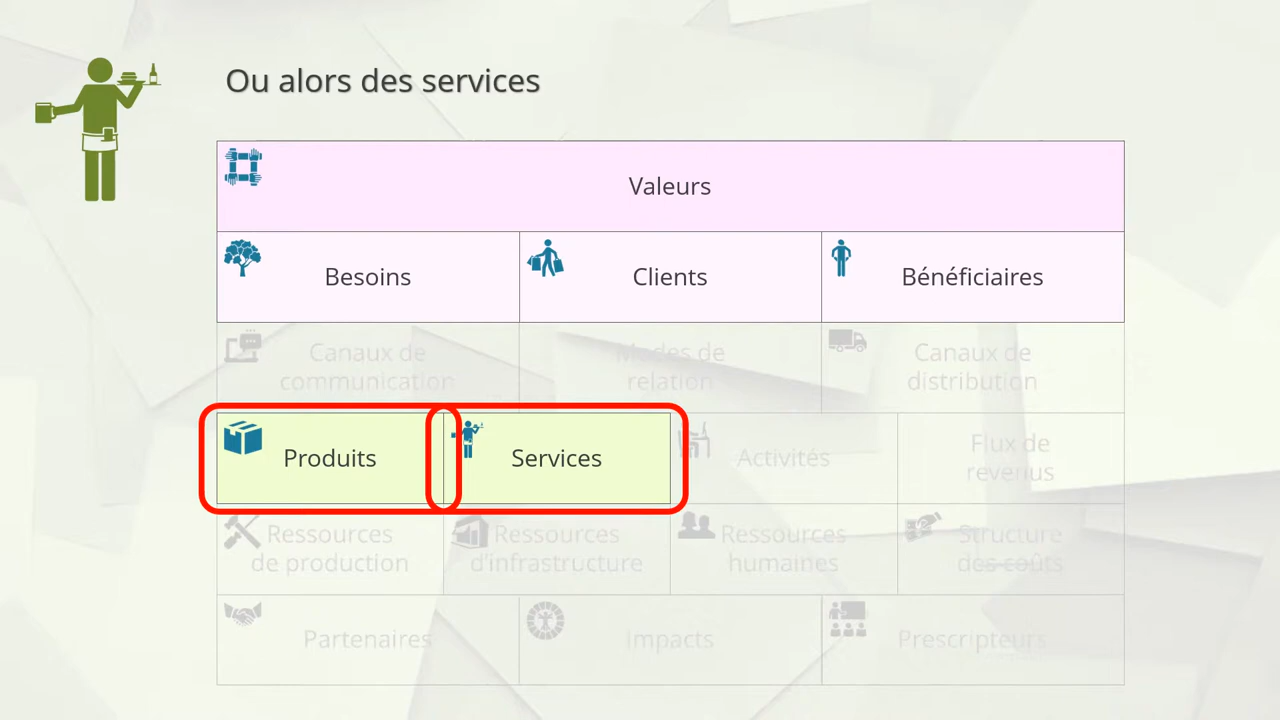 Ou alors des services
Valeurs
Besoins
Clients
Bénéficiaires
Canaux de
communication
Modes de
relation
Canaux de
distribution
Produits
Services
Activités
Flux de
revenus
Ressources
de production
Ressources
d'infrastructure
Ressources
humaines
Structure
des coûts
Partenaires
Impacts
Prescripteurs